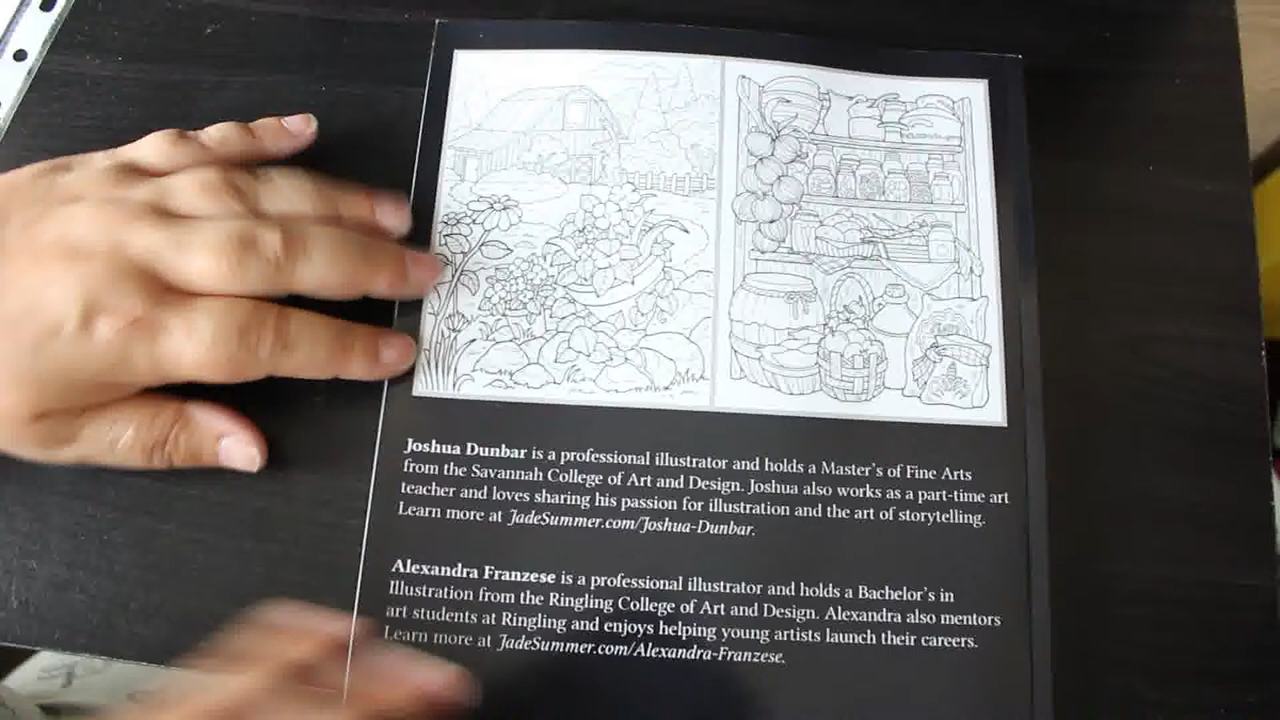 Joshua Dunbar is a professional illustrator and holds a Master's of Fine Arts
from the Savannah College of Art and Design. Joshua also works as a part-time art
teacher and loves sharing his passion for illustration and the art of storytelling.
Learn more at JadeSummer.com/Joshua-Dunbar.
Alexandra Franzese is a professional illustrator and holds a Bachelor's in
Illustration from the Ringling College of Art and Design. Alexandra also mentors
art students at Ringling and enjoys helping young artists launch their careers.
Learn more at JadeSummer.com/Alexandra-Franzese.